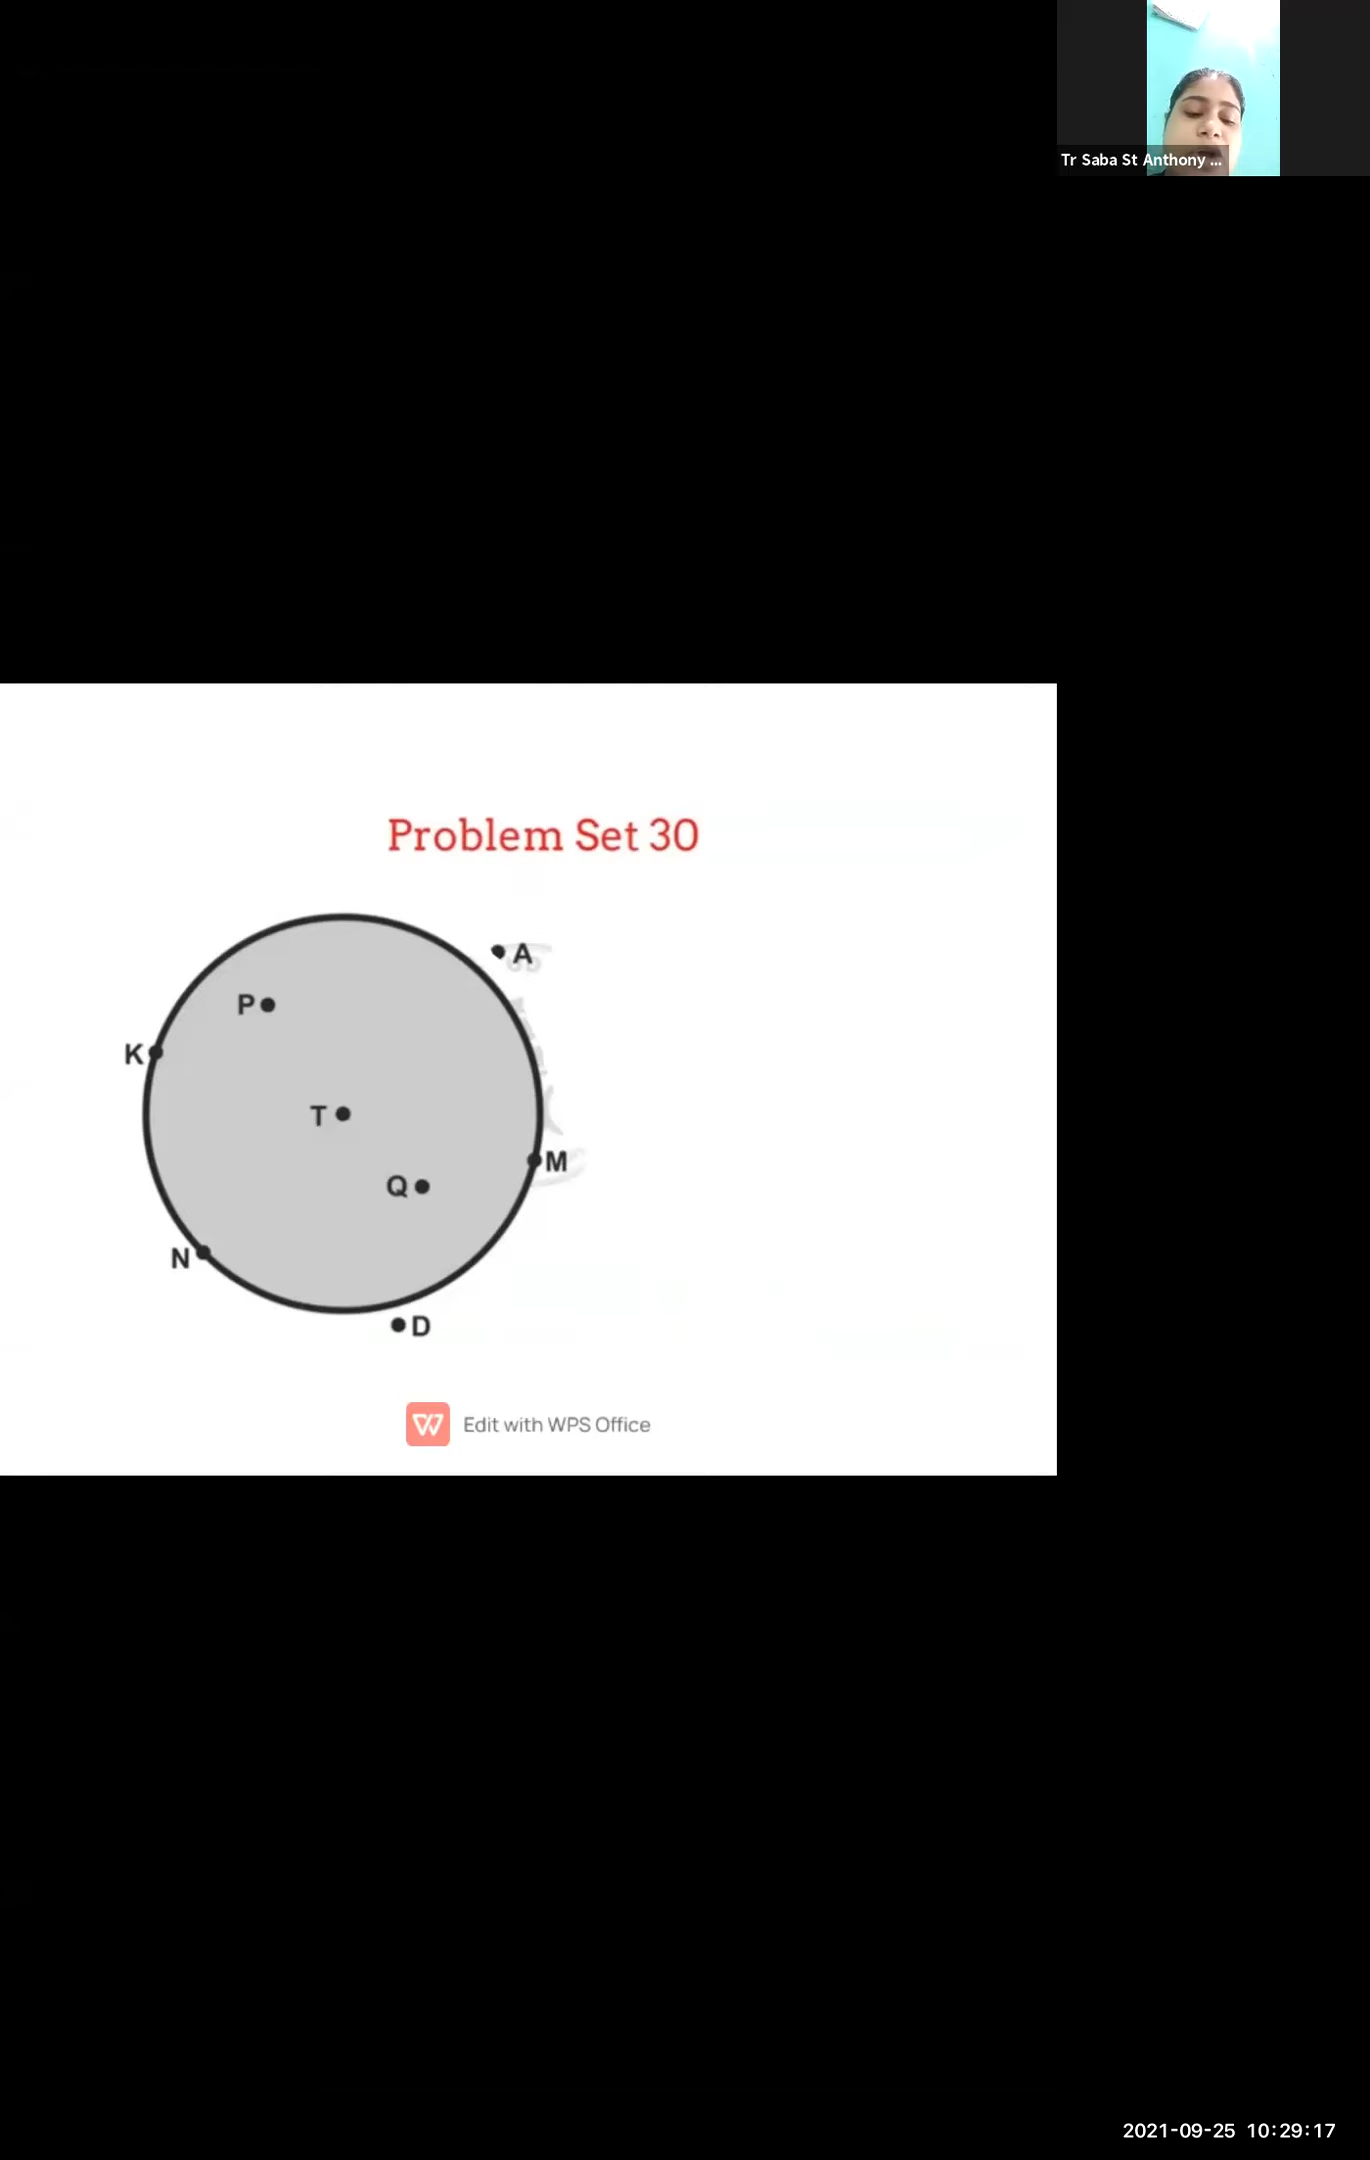 Tr Saba St Anthony ...
Problem Set 30
A
P
K
T
M
Q
N
D
Edit with WPS Office
2021-09-25 10:29:17